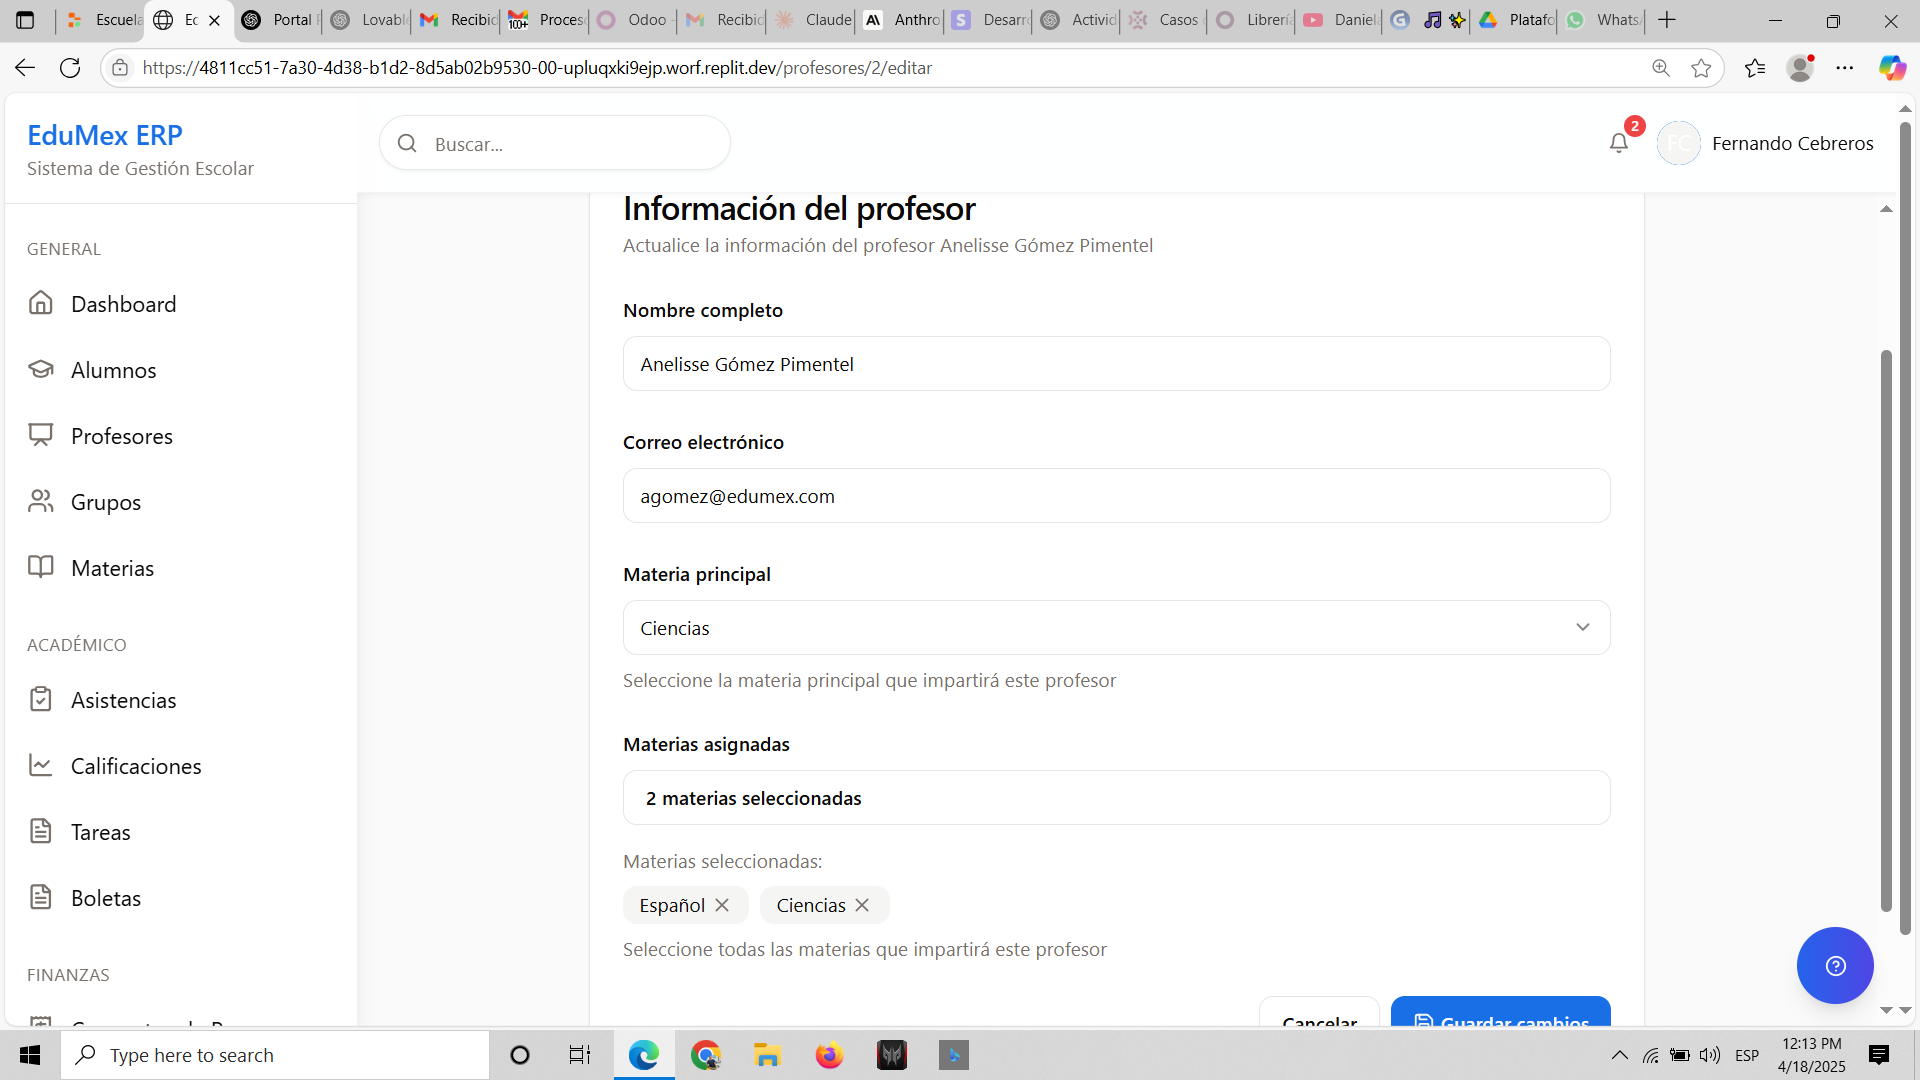 Escuela
Ec
Portal
Lovable
Recibid
100+
Proces
Odoo
Recibid
Claude
AI
Anthro
S
Desarro
Activid
Casos
Librería
Daniel
G
Platafo
Whats
https://4811cc51-7a30-4d38-b1d2-8d5ab02b9530-00-upluqxki9ejp.worf.replit.dev/profesores/2/editar
EduMex ERP
Sistema de Gestión Escolar
Buscar...
2
FC
Fernando Cebreros
GENERAL
Dashboard
Alumnos
Profesores
Grupos
Materias
ACADÉMICO
Asistencias
Calificaciones
Tareas
Boletas
FINANZAS
Información del profesor
Actualice la información del profesor Anelisse Gómez Pimentel
Nombre completo
Anelisse Gómez Pimentel
Correo electrónico
agomez@edumex.com
Materia principal
Ciencias
Seleccione la materia principal que impartirá este profesor
Materias asignadas
2 materias seleccionadas
Materias seleccionadas:
Español
Ciencias
Seleccione todas las materias que impartirá este profesor
Cancelar
Guardar cambios
Type here to search
ESP
12:13 PM
4/18/2025